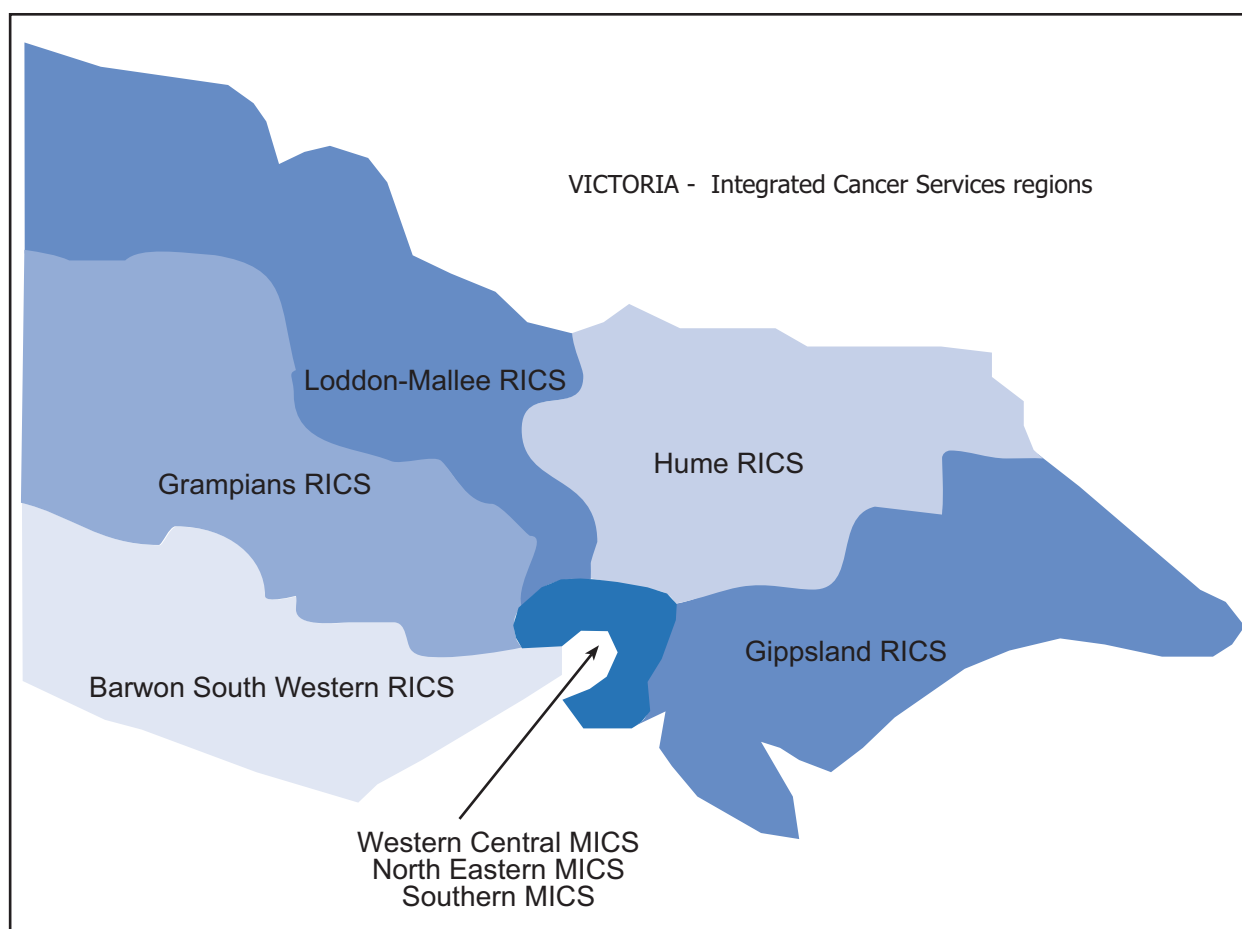 VICTORIA - Integrated Cancer Services regions
Loddon-Mallee RICS
Hume RICS
Grampians RICS
Gippsland RICS
Barwon South Western RICS
Western Central MICS
North Eastern MICS
Southern MICS